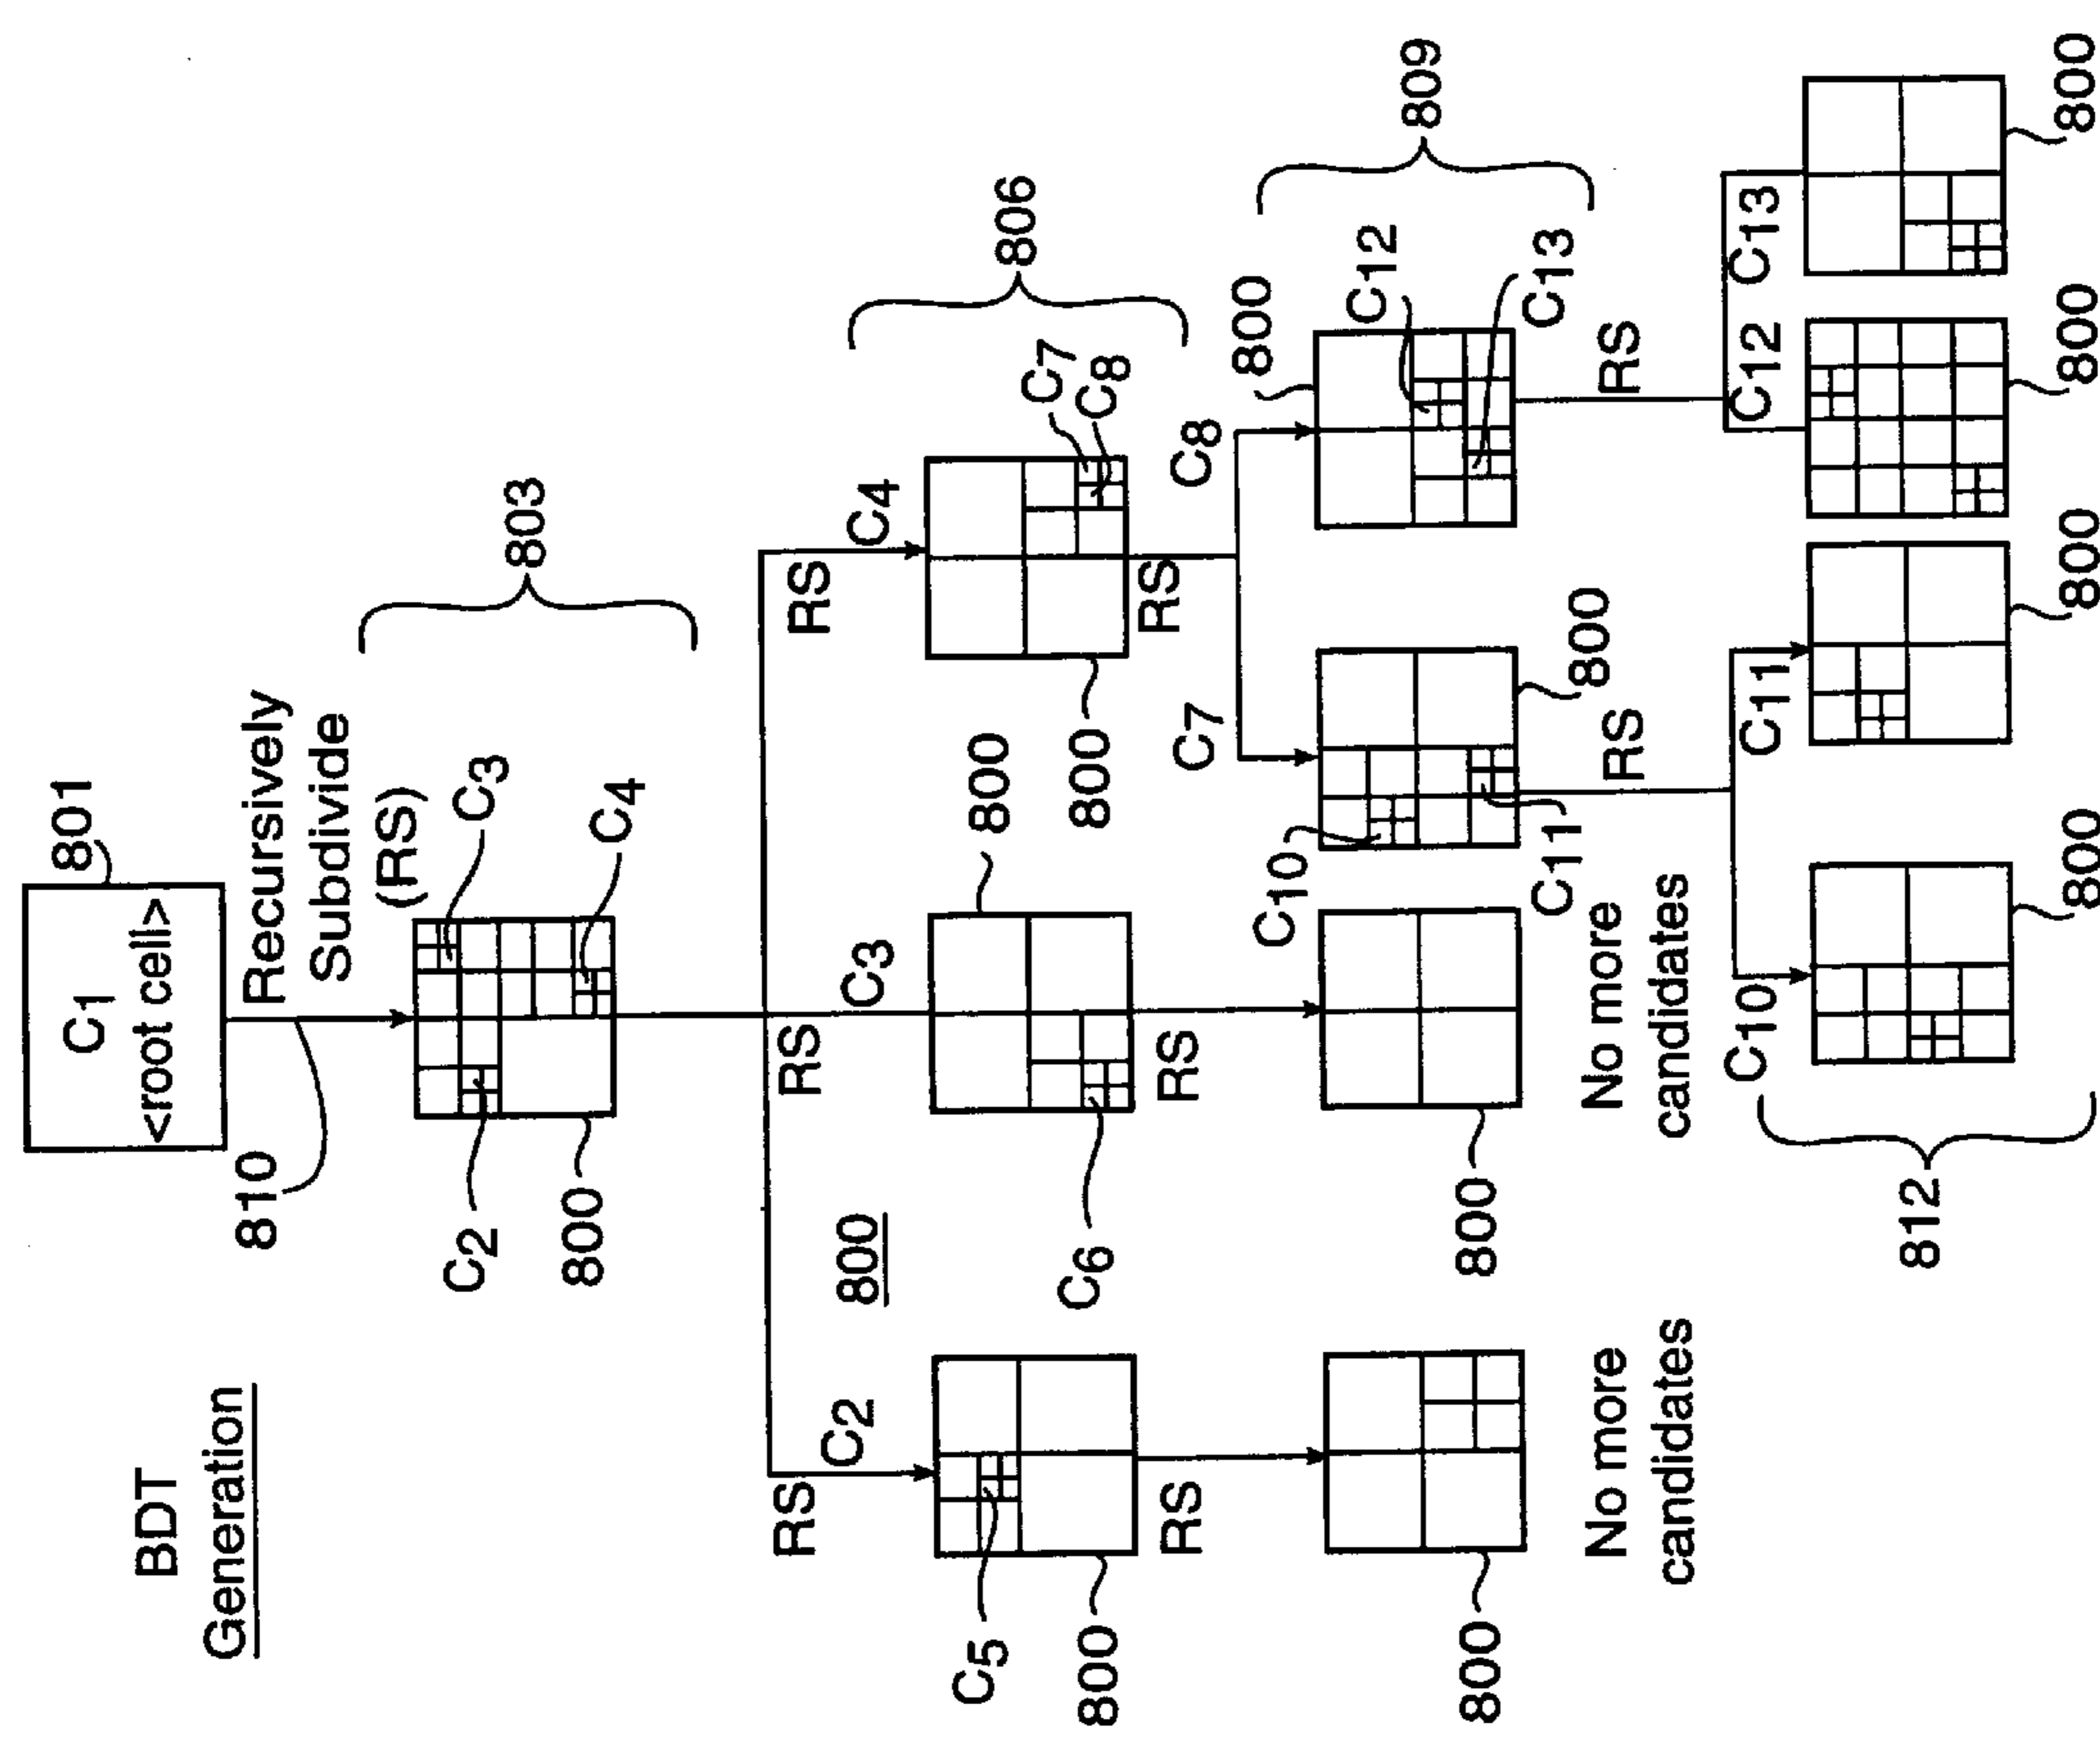 BDT
Generation
C1
<root cell>
801
810
Recursively
Subdivide
(RS)
C2
C3
C4
800
803
RS
C2
RS
C3
RS
C4
800
C5
800
C6
800
C7
C8
800
806
RS
RS
RS
C7
C8
800
No more
candidates
800
No more
candidates
C10
C11
800
C12
C13
800
809
RS
RS
C10
C11
C12
C13
800
800
800
800
812